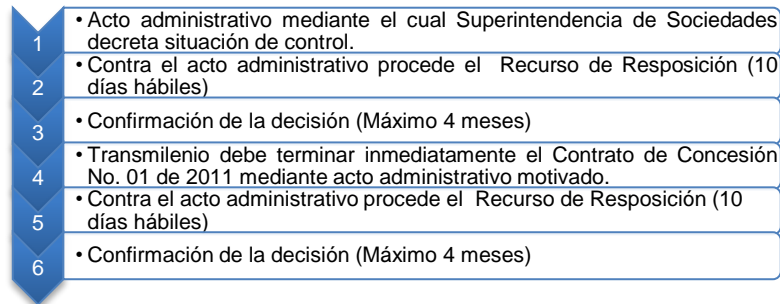 1
• Acto administrativo mediante el cual Superintendencia de Sociedades
decreta situación de control.
2
• Contra el acto administrativo procede el Recurso de Resposición (10
días hábiles)
3
• Confirmación de la decisión (Máximo 4 meses)
4
• Transmilenio debe terminar inmediatamente el Contrato de Concesión
No. 01 de 2011 mediante acto administrativo motivado.
5
• Contra el acto administrativo procede el Recurso de Resposición (10
días hábiles)
6
• Confirmación de la decisión (Máximo 4 meses)